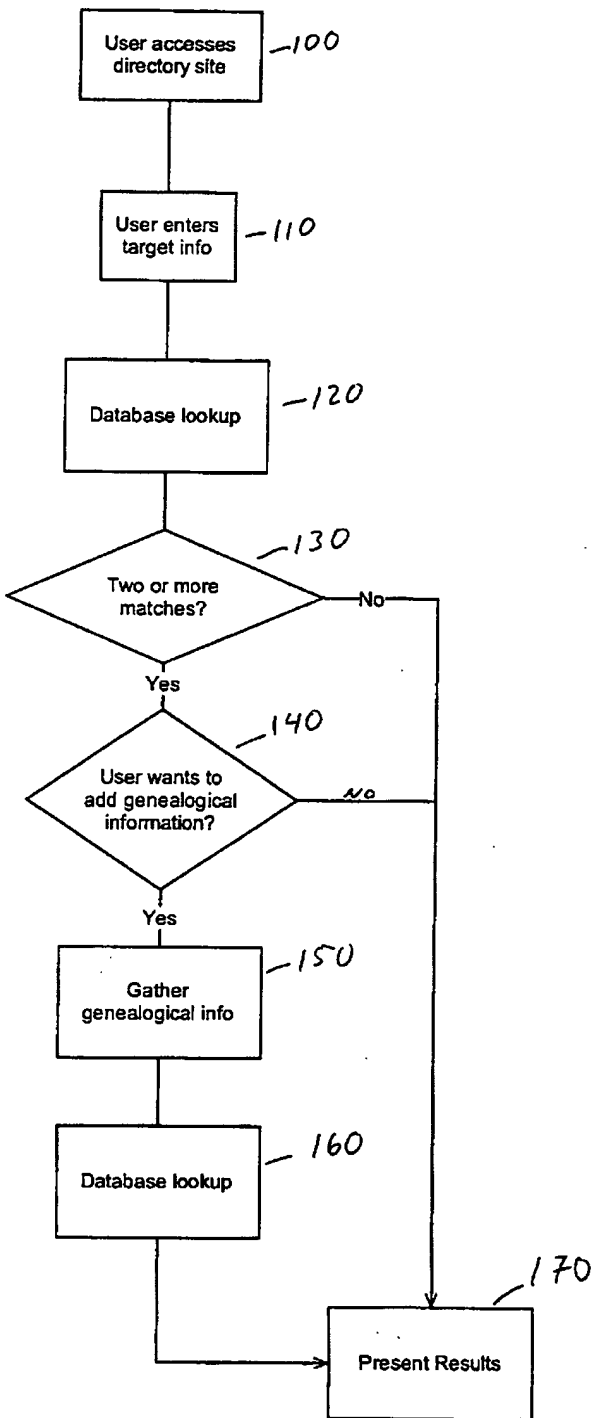 User accesses
directory site
100
User enters
target info
110
Database lookup
120
130
Two or more
matches?
No
Yes
140
User wants to
add genealogical
information?
NO
Yes
150
Gather
genealogical info
160
Database lookup
170
Present Results